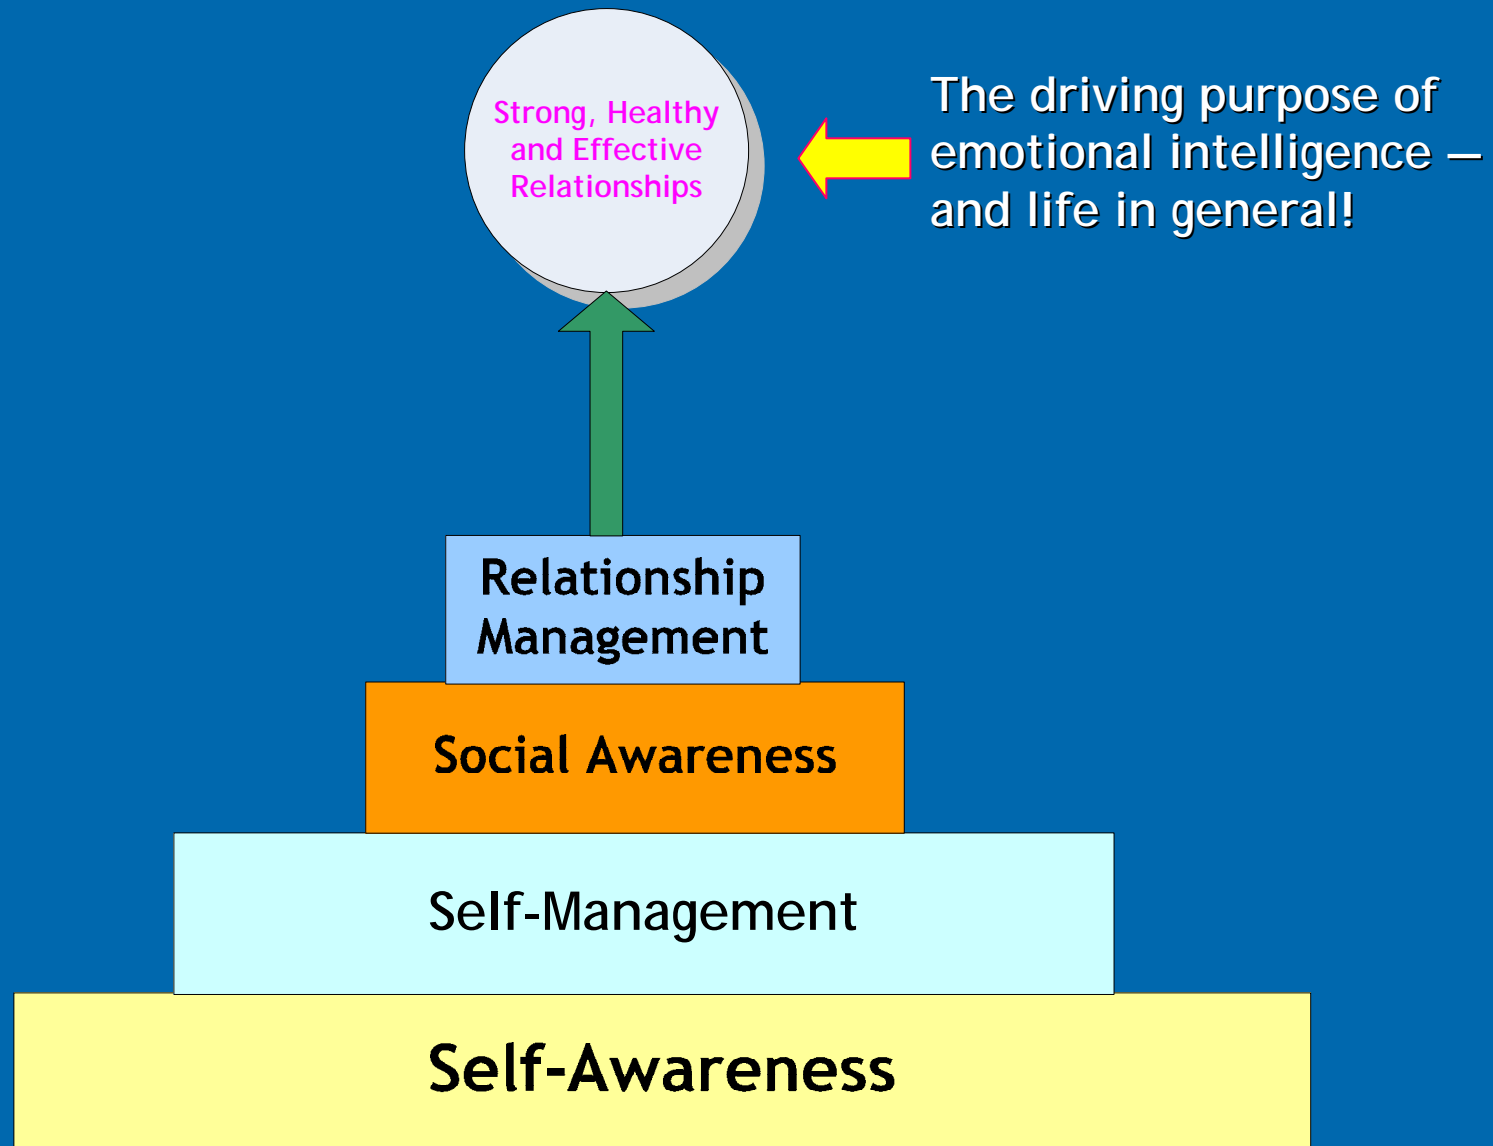 Strong, Healthy
and Effective
Relationships
The driving purpose of
emotional intelligence —
and life in general!
Relationship
Management
Social Awareness
Self-Management
Self-Awareness